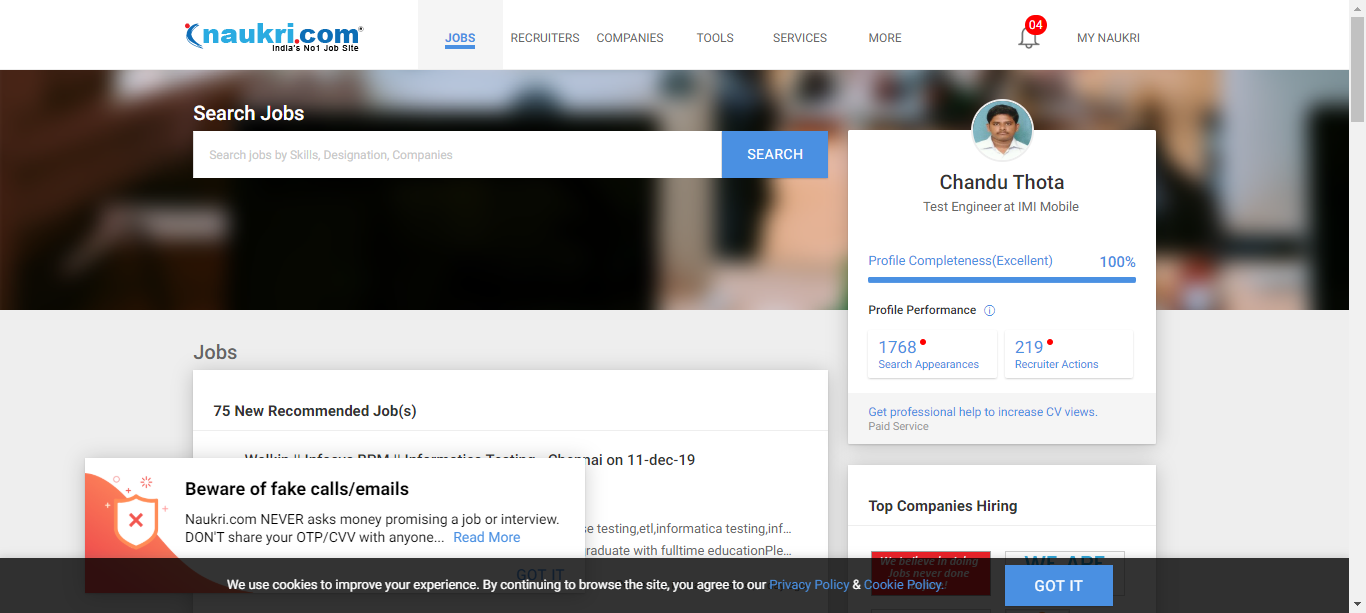 naukri.com
India's No1 Job Site
JOBS
RECRUITERS
COMPANIES
TOOLS
SERVICES
MORE
04
MY NAUKRI
Search Jobs
Search jobs by Skills, Designation, Companies
SEARCH
Chandu Thota
Test Engineer at IMI Mobile
Profile Completeness(Excellent) 100%
Profile Performance
1768
Search Appearances
219
Recruiter Actions
Get professional help to increase CV views.
Paid Service
Jobs
75 New Recommended Job(s)
Walkin || Infosys BPM || Informatica Testing - Chennai on 11-dec-19
Beware of fake calls/emails
Naukri.com NEVER asks money promising a job or interview.
DON'T share your OTP/CVV with anyone... Read More
GOT IT
se testing,etl,informatica testing,inf...
raduate with fulltime educationPle...
Top Companies Hiring
We believe in doing
Jobs never done
WE ARE
We use cookies to improve your experience. By continuing to browse the site, you agree to our Privacy Policy & Cookie Policy.
GOT IT